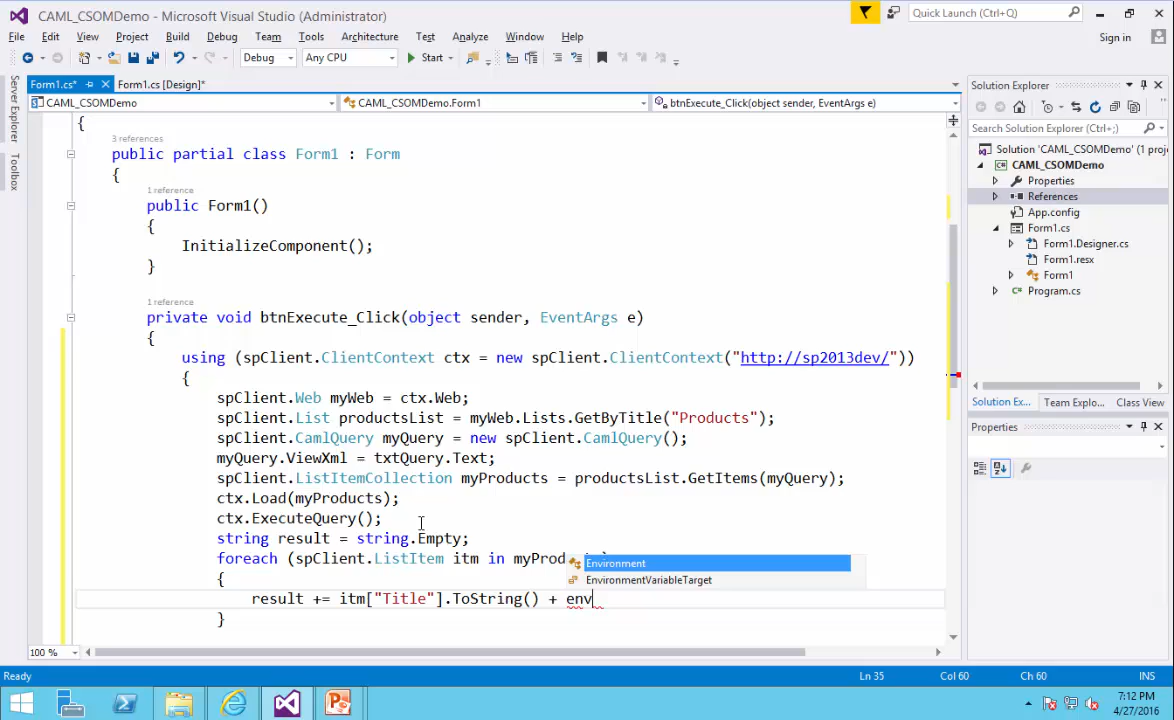 CAML_CSOMDemo - Microsoft Visual Studio (Administrator)
Quick Launch (Ctrl+Q)
File Edit View Project Build Debug Team Tools Architecture Test Analyze Window Help
Sign in
Debug Any CPU Start
Form1.cs* Form1.cs [Design]*
CAML_CSOMDemo CAML_CSOMDemo.Form1 btnExecute_Click(object sender, EventArgs e)
Server Explorer
Toolbox
{
3 references
public partial class Form1 : Form
{
1 reference
public Form1()
{
InitializeComponent();
}
1 reference
private void btnExecute_Click(object sender, EventArgs e)
{
using (spClient.ClientContext ctx = new spClient.ClientContext("http://sp2013dev/"))
{
spClient.Web myWeb = ctx.Web;
spClient.List productsList = myWeb.Lists.GetByTitle("Products");
spClient.CamlQuery myQuery = new spClient.CamlQuery();
myQuery.ViewXml = txtQuery.Text;
spClient.ListItemCollection myProducts = productsList.GetItems(myQuery);
ctx.Load(myProducts);
ctx.ExecuteQuery();
string result = string.Empty;
foreach (spClient.ListItem itm in myProd
Environment
{
EnvironmentVariableTarget
result += itm["Title"].ToString() + env
}
100 %
Solution Explorer
Search Solution Explorer (Ctrl+;)
Solution 'CAML_CSOMDemo' (1 proj
CAML_CSOMDemo
Properties
References
App.config
Form1.cs
Form1.Designer.cs
Form1.resx
Form1
Program.cs
Solution Ex... Team Explo... Class View
Properties
Ready Ln 35 Col 60 Ch 60 INS
7:12 PM
4/27/2016